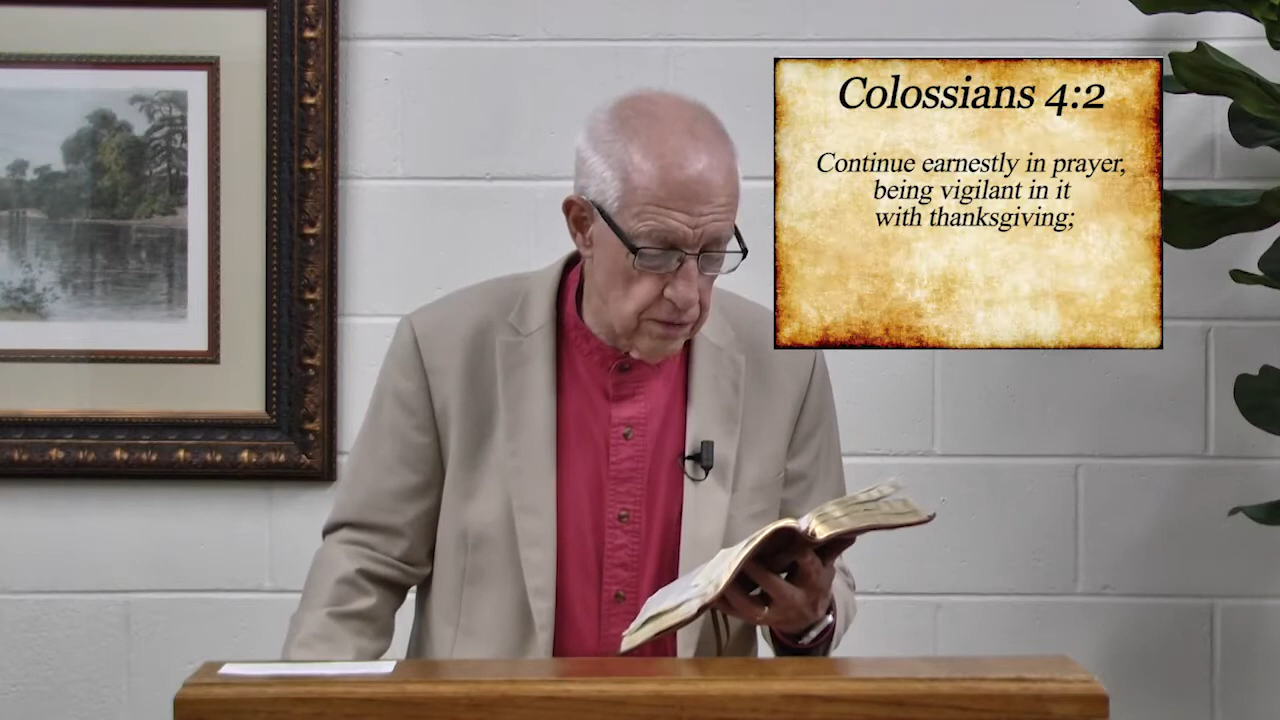 Colossians 4:2
Continue earnestly in prayer,
being vigilant in it
with thanksgiving;